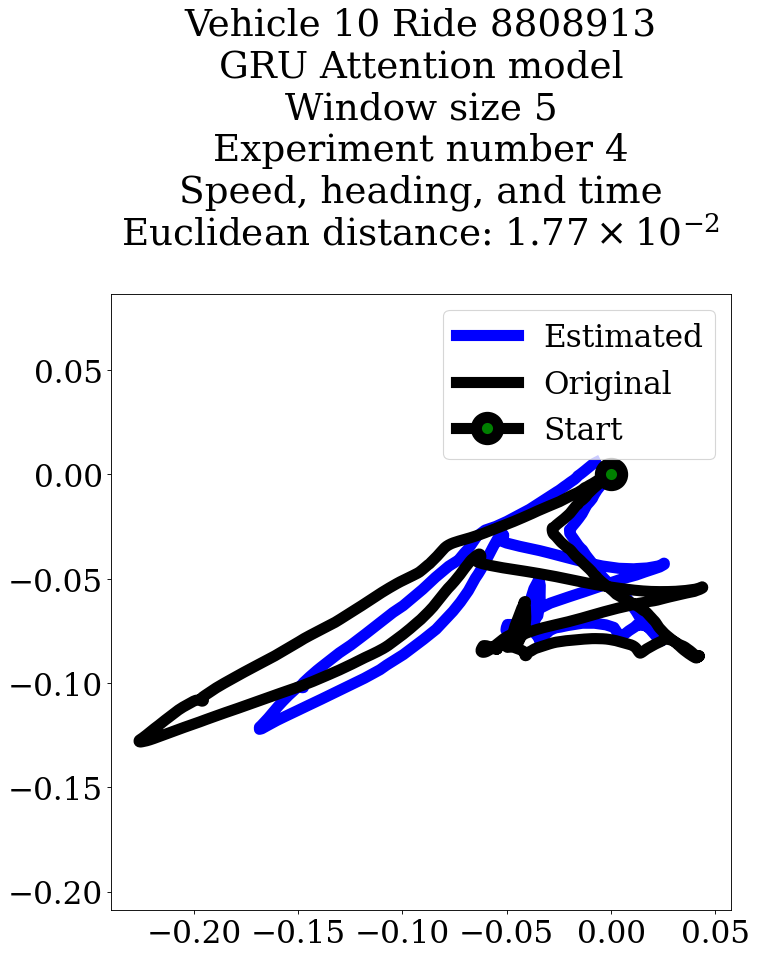 Vehicle 10 Ride 8808913
GRU Attention model
Window size 5
Experiment number 4
Speed, heading, and time
Euclidean distance: 1.77 × 10⁻²
Estimated
Original
Start
0.05
0.00
−0.05
−0.10
−0.15
−0.20
−0.20 −0.15 −0.10 −0.05 0.00 0.05